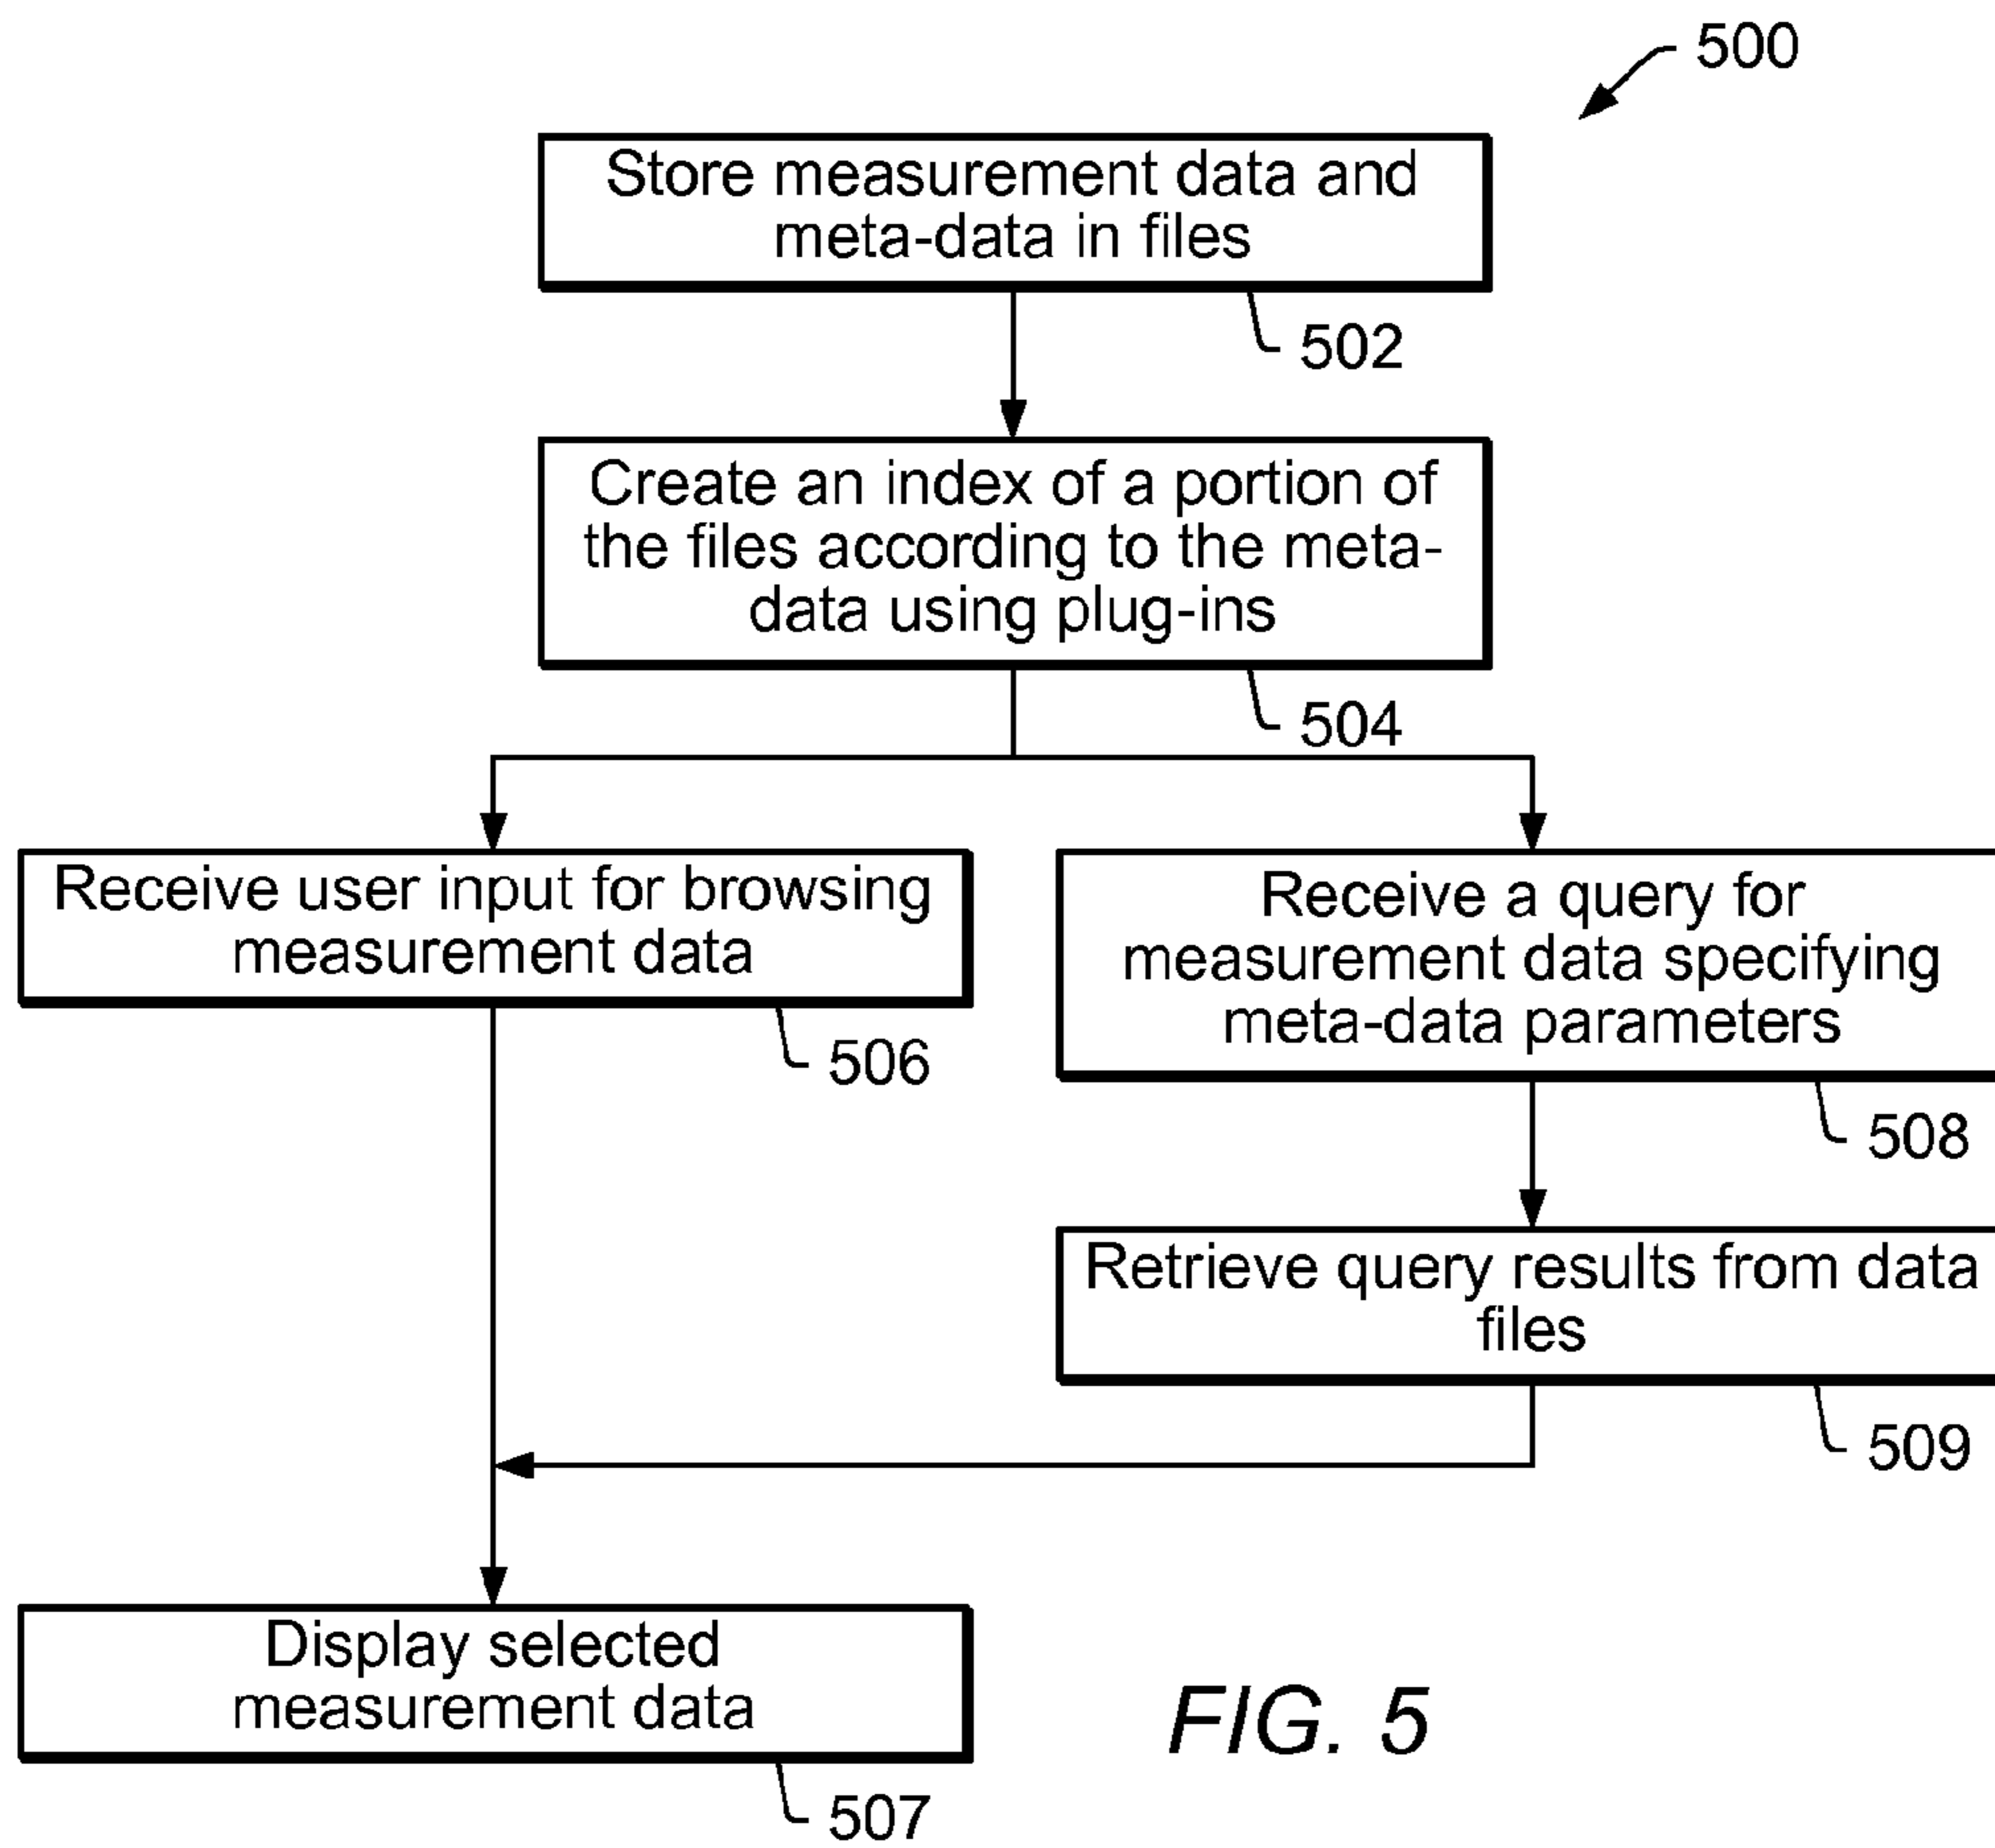 500
Store measurement data and
meta-data in files
502
Create an index of a portion of
the files according to the meta-
data using plug-ins
504
Receive user input for browsing
measurement data
506
Receive a query for
measurement data specifying
meta-data parameters
508
Retrieve query results from data
files
509
Display selected
measurement data
507
FIG. 5